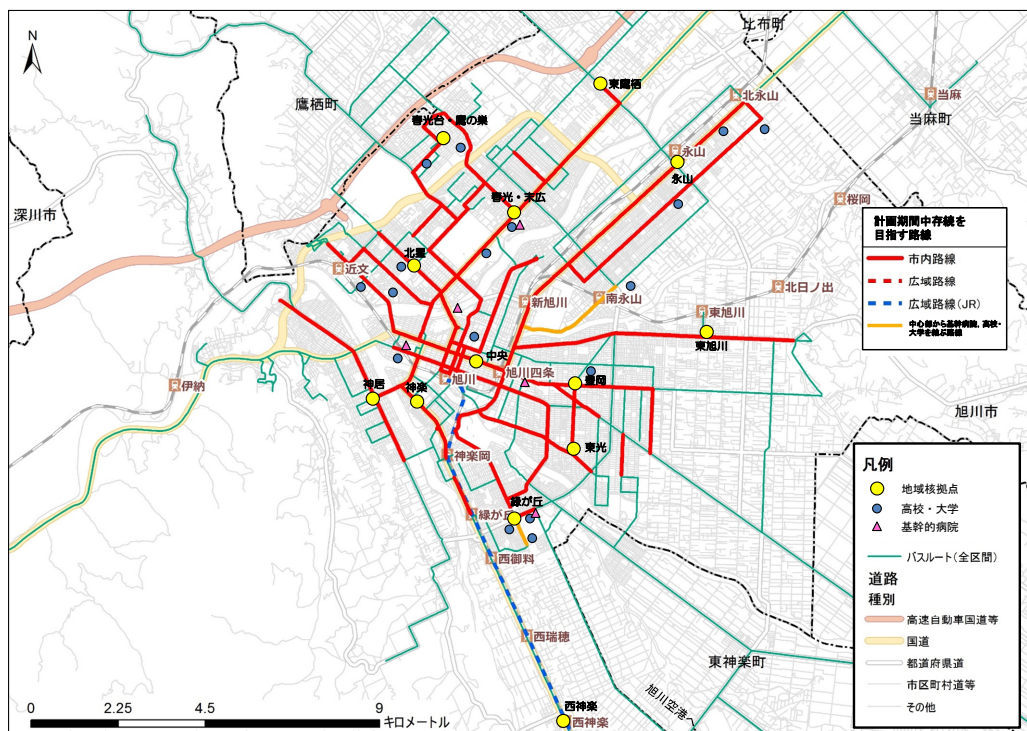 N
比布町
東鷹栖
北永山
当麻
鷹栖町
当麻町
春光台・鷹の巣
永山
永山
桜岡
深川市
春光・末広
計画期間中存続を
目指す路線
市内路線
広域路線
広域路線(JR)
中心部から基幹病院、高校・
大学を結ぶ路線
北星
近文
北日ノ出
新旭川
南永山
東旭川
東旭川
中央
伊納
旭川
旭川四条
豊岡
神居
神楽
旭川市
東光
神楽岡
凡例
地域核拠点
高校・大学
基幹的病院
バスルート(全区間)
道路
種別
高速自動車国道等
国道
都道府県道
市区町村道等
その他
緑が丘
緑が丘
西御料
西瑞穂
東神楽町
旭川空港へ
西神楽
西神楽
0 2.25 4.5 9
キロメートル